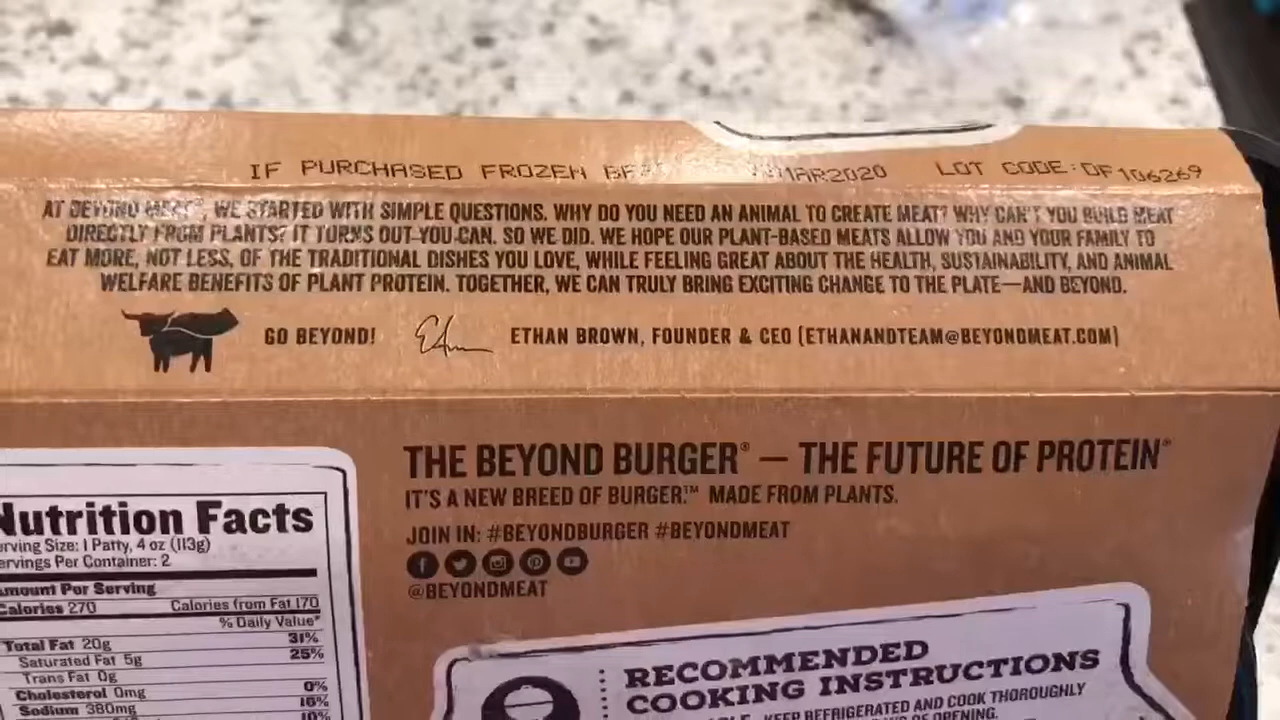 IF PURCHASED FROZEN MAR2020 LOT CODE: DF106269
AT BEYOND MEAT®, WE STARTED WITH SIMPLE QUESTIONS. WHY DO YOU NEED AN ANIMAL TO CREATE MEAT? WHY CAN'T YOU BUILD MEAT
DIRECTLY FROM PLANTS? IT TURNS OUT YOU CAN. SO WE DID. WE HOPE OUR PLANT-BASED MEATS ALLOW YOU AND YOUR FAMILY TO
EAT MORE, NOT LESS, OF THE TRADITIONAL DISHES YOU LOVE, WHILE FEELING GREAT ABOUT THE HEALTH, SUSTAINABILITY, AND ANIMAL
WELFARE BENEFITS OF PLANT PROTEIN. TOGETHER, WE CAN TRULY BRING EXCITING CHANGE TO THE PLATE—AND BEYOND.
GO BEYOND! ETHAN BROWN, FOUNDER & CEO (ETHANANDTEAM@BEYONDMEAT.COM)
THE BEYOND BURGER® — THE FUTURE OF PROTEIN®
IT'S A NEW BREED OF BURGER.™ MADE FROM PLANTS.
JOIN IN: #BEYONDBURGER #BEYONDMEAT
@BEYONDMEAT
Nutrition Facts
erving Size: 1 Patty, 4 oz (113g)
ervings Per Container: 2
Amount Per Serving
Calories 270 Calories from Fat 170
% Daily Value*
Total Fat 20g 31%
Saturated Fat 5g 25%
Trans Fat 0g
Cholesterol 0mg 0%
Sodium 380mg 16%
10%
RECOMMENDED
COOKING INSTRUCTIONS
KEEP REFRIGERATED AND COOK THOROUGHLY
OF OPENING.